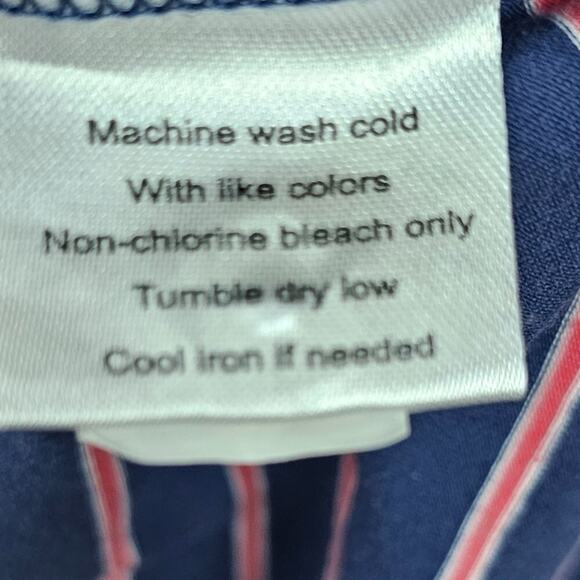 Machine wash cold
With like colors
Non-chlorine bleach only
Tumble dry low
Cool iron if needed